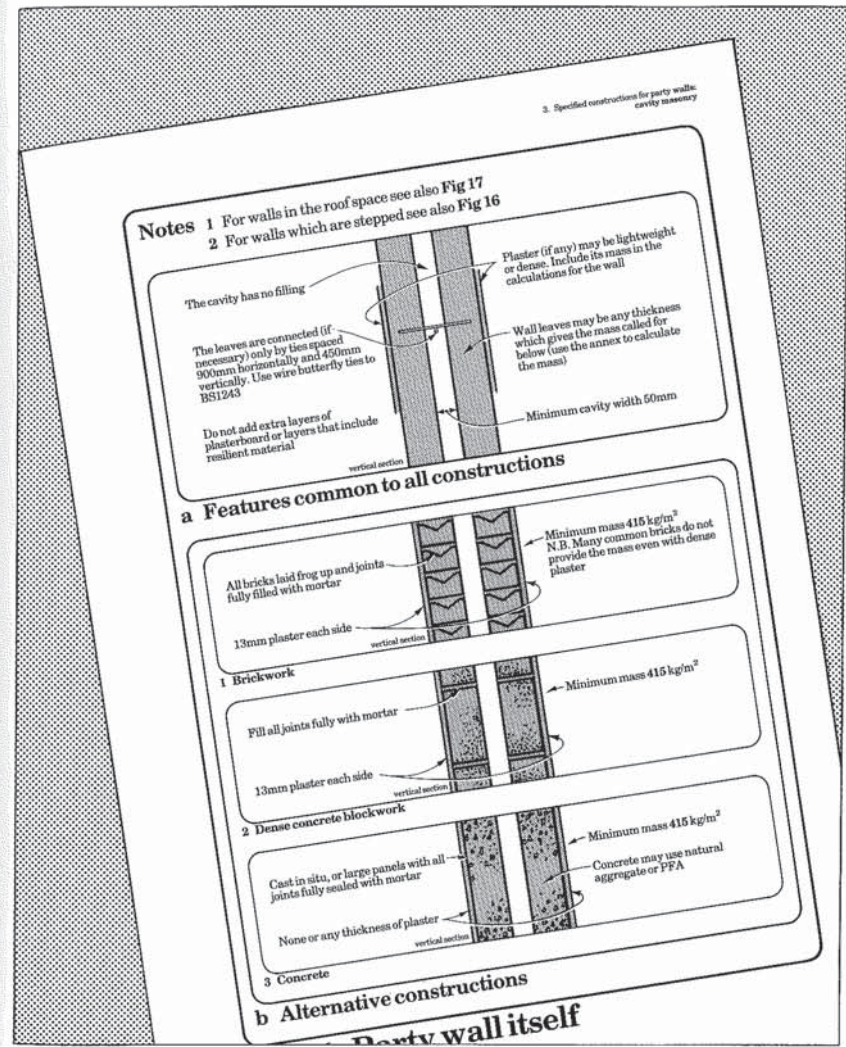 3. Specified constructions for party walls:
cavity masonry
Notes 1 For walls in the roof space see also Fig 17
2 For walls which are stepped see also Fig 16
The cavity has no filling
The leaves are connected (if
necessary) only by ties spaced
900mm horizontally and 450mm
vertically. Use wire butterfly ties to
BS1243
Do not add extra layers of
plasterboard or layers that include
resilient material
vertical section
Plaster (if any) may be lightweight
or dense. Include its mass in the
calculations for the wall
Wall leaves may be any thickness
which gives the mass called for
below (use the annex to calculate
the mass)
Minimum cavity width 50mm
a Features common to all constructions
All bricks laid frog up and joints
fully filled with mortar
13mm plaster each side
vertical section
Minimum mass 415 kg/m²
N.B. Many common bricks do not
provide the mass even with dense
plaster
1 Brickwork
Fill all joints fully with mortar
13mm plaster each side
vertical section
Minimum mass 415 kg/m²
2 Dense concrete blockwork
Cast in situ, or large panels with all
joints fully sealed with mortar
None or any thickness of plaster
vertical section
Minimum mass 415 kg/m²
Concrete may use natural
aggregate or PFA
3 Concrete
b Alternative constructions
Party wall itself